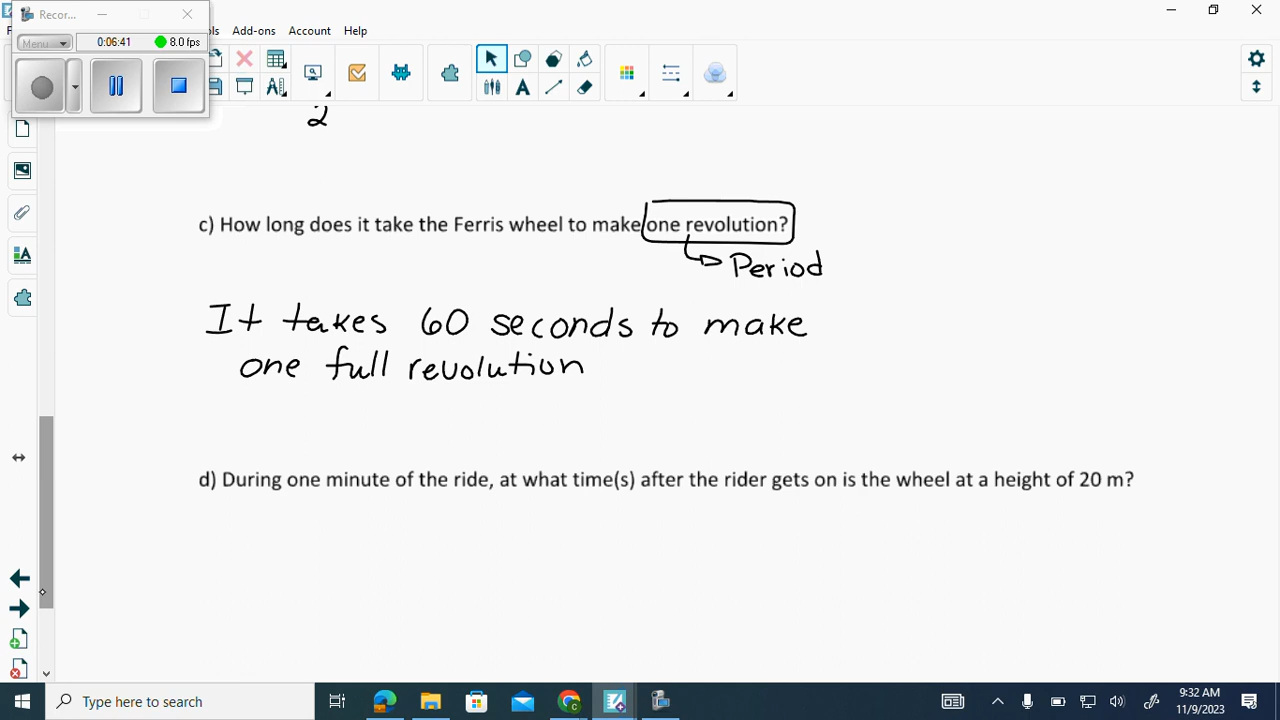 Recor...
ols Add-ons Account Help
Menu 0:06:41 8.0 fps
2
c) How long does it take the Ferris wheel to make one revolution?
Period
It takes 60 seconds to make
one full revolution
d) During one minute of the ride, at what time(s) after the rider gets on is the wheel at a height of 20 m?
Type here to search
9:32 AM
11/9/2023